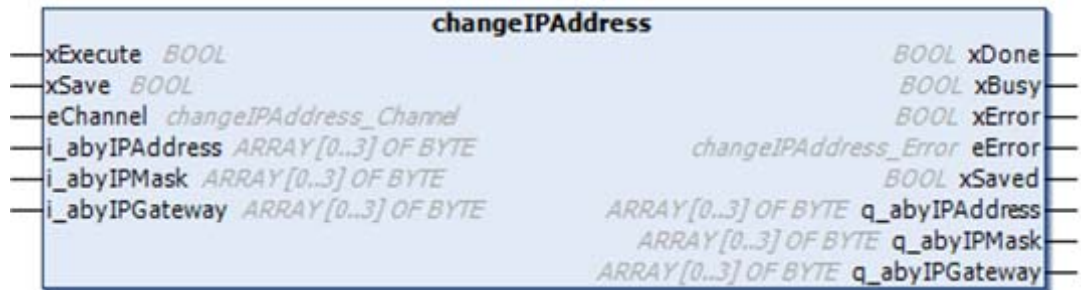 changeIPAddress
xExecute BOOL BOOL xDone
xSave BOOL BOOL xBusy
eChannel changeIPAddress_Channel BOOL xError
i_abyIPAddress ARRAY [0..3] OF BYTE changeIPAddress_Error eError
i_abyIPMask ARRAY [0..3] OF BYTE BOOL xSaved
i_abyIPGateway ARRAY [0..3] OF BYTE ARRAY [0..3] OF BYTE q_abyIPAddress
ARRAY [0..3] OF BYTE q_abyIPMask
ARRAY [0..3] OF BYTE q_abyIPGateway